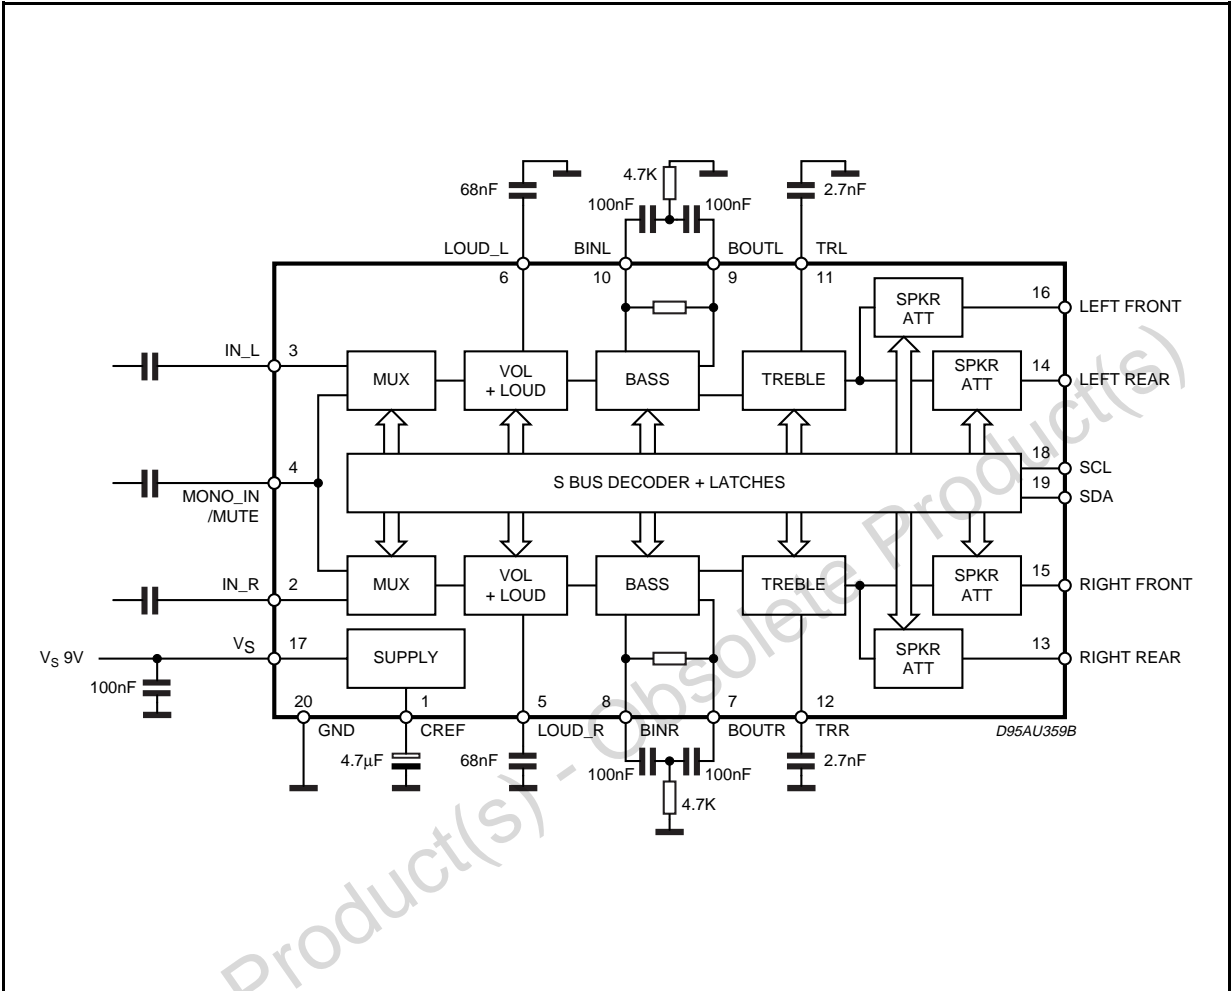 4.7K
68nF
2.7nF
100nF
100nF
LOUD_L
BINL
BOUTL
TRL
6
10
9
11
SPKR
ATT
16
LEFT FRONT
IN_L
3
MUX
VOL
+ LOUD
BASS
TREBLE
SPKR
ATT
14
LEFT REAR
4
MONO_IN
/MUTE
S BUS DECODER + LATCHES
18
SCL
19
SDA
IN_R
2
MUX
VOL
+ LOUD
BASS
TREBLE
SPKR
ATT
15
RIGHT FRONT
VS 9V
VS
17
SUPPLY
SPKR
ATT
13
RIGHT REAR
100nF
20
GND
1
CREF
5
LOUD_R
8
BINR
7
BOUTR
12
TRR
D95AU359B
4.7µF
68nF
100nF
100nF
2.7nF
4.7K
Product(s) - Obsolete Product(s)